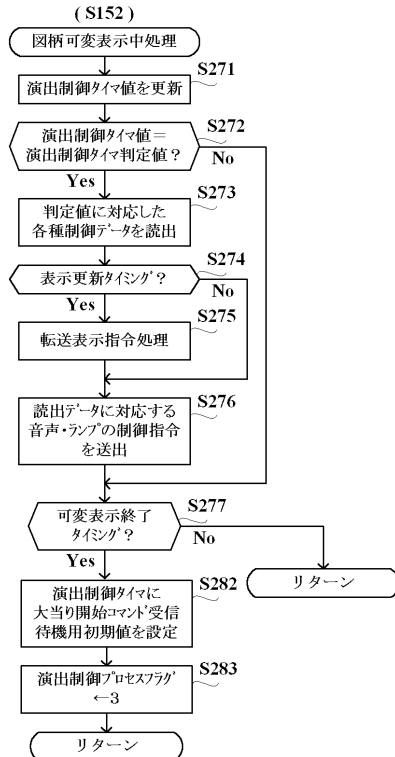 ( S152 )
図柄可変表示中処理
S271
演出制御ﾀｲﾏ値を更新
S272
演出制御ﾀｲﾏ値＝
演出制御ﾀｲﾏ判定値？
No
Yes
S273
判定値に対応した
各種制御ﾃﾞｰﾀを読出
S274
表示更新ﾀｲﾐﾝｸﾞ？
No
Yes
S275
転送表示指令処理
S276
読出ﾃﾞｰﾀに対応する
音声・ﾗﾝﾌﾟの制御指令
を送出
S277
可変表示終了
ﾀｲﾐﾝｸﾞ？
No
Yes
リターン
S282
演出制御ﾀｲﾏに
大当り開始ｺﾏﾝﾄﾞ受信
待機用初期値を設定
S283
演出制御ﾌﾟﾛｾｽﾌﾗｸﾞ
←3
リターン